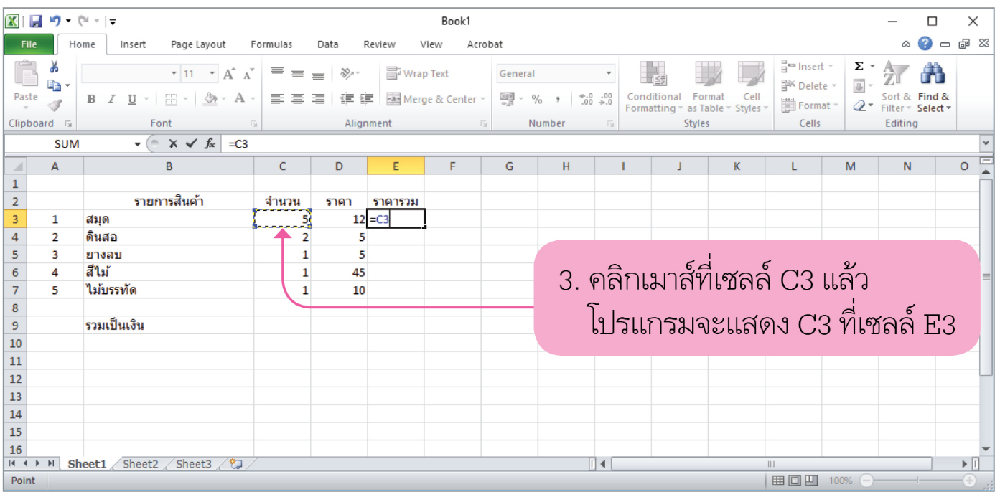 Book1
File Home Insert Page Layout Formulas Data Review View Acrobat
11 A A Wrap Text General Insert Σ
Paste B I U A Merge & Center % , .0 .00 .00 .0 Conditional Formatting Format as Table Cell Styles Delete Format Sort & Filter Find & Select
Clipboard Font Alignment Number Styles Cells Editing
SUM fx =C3
A B C D E F G H I J K L M N O
1
2 รายการสินค้า จำนวน ราคา ราคารวม
3 1 สมุด 5 12 =C3
4 2 ดินสอ 2 5
5 3 ยางลบ 1 5
6 4 สีไม้ 1 45
7 5 ไม้บรรทัด 1 10
8
9 รวมเป็นเงิน
10
11
12
13
14
15
16
3. คลิกเมาส์ที่เซลล์ C3 แล้ว
โปรแกรมจะแสดง C3 ที่เซลล์ E3
Sheet1 Sheet2 Sheet3
Point 100%